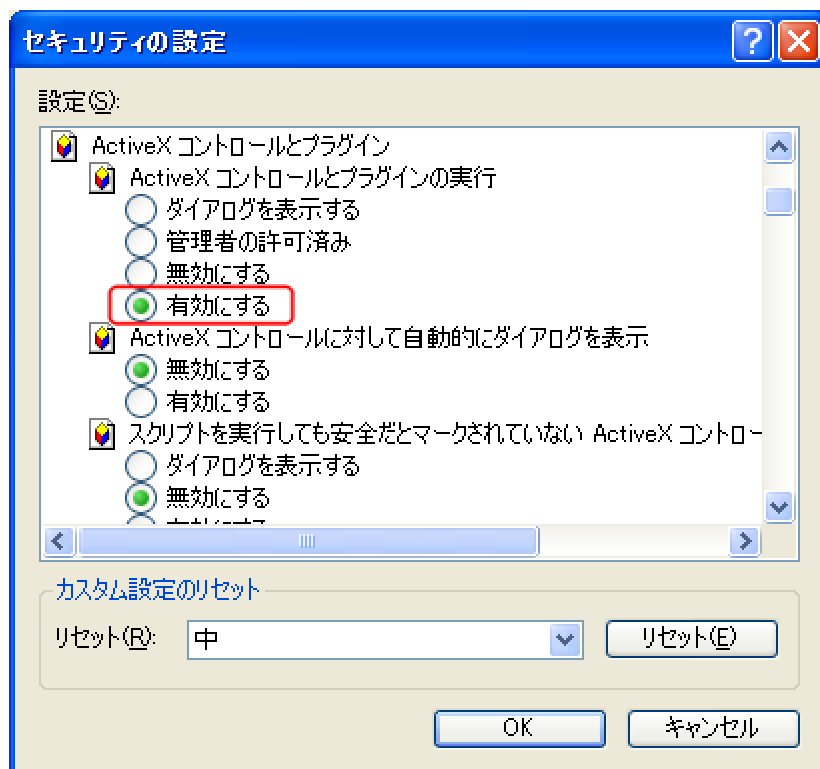 セキュリティの設定
設定(S):
ActiveX コントロールとプラグイン
ActiveX コントロールとプラグインの実行
ダイアログを表示する
管理者の許可済み
無効にする
有効にする
ActiveX コントロールに対して自動的にダイアログを表示
無効にする
有効にする
スクリプトを実行しても安全だとマークされていない ActiveX コントロー
ダイアログを表示する
無効にする
カスタム設定のリセット
リセット(R): 中 リセット(E)
OK キャンセル